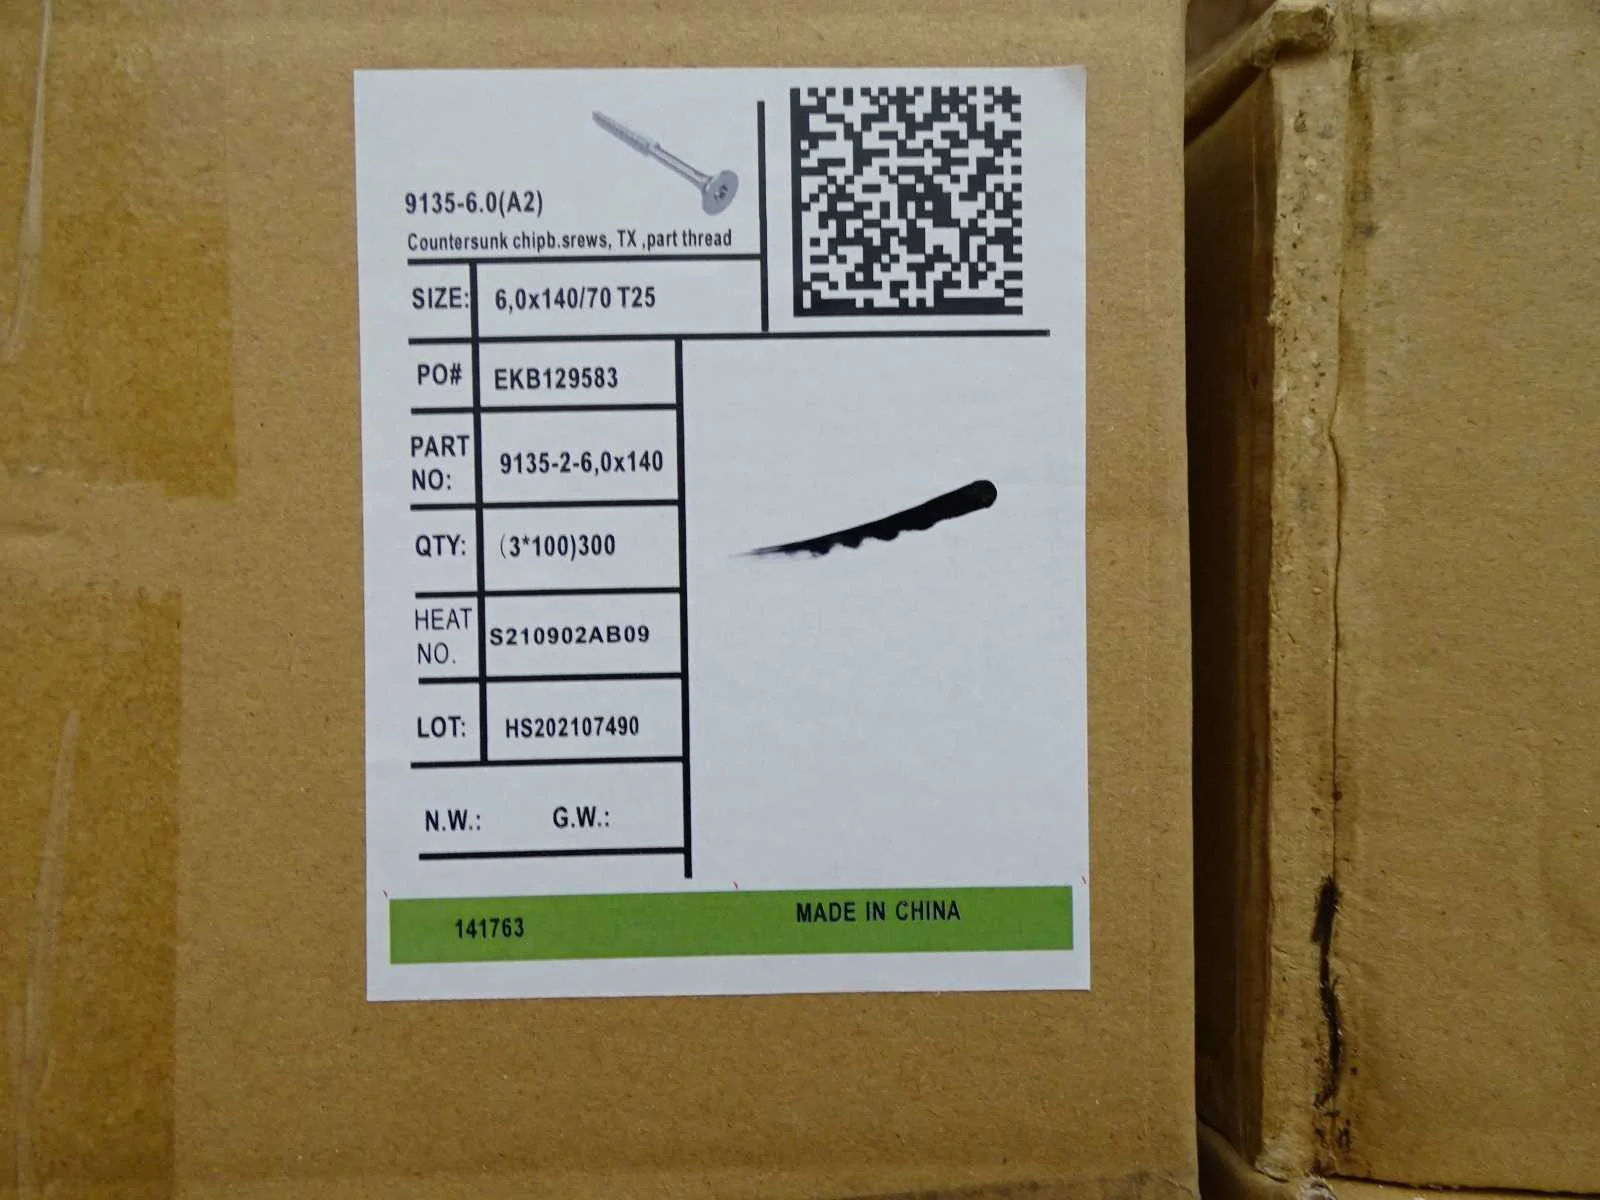 9135-6.0(A2)
Countersunk chipb.srews, TX ,part thread
SIZE: 6,0x140/70 T25
PO# EKB129583
PART NO: 9135-2-6,0x140
QTY: (3*100)300
HEAT NO. S210902AB09
LOT: HS202107490
N.W.: G.W.:
141763 MADE IN CHINA